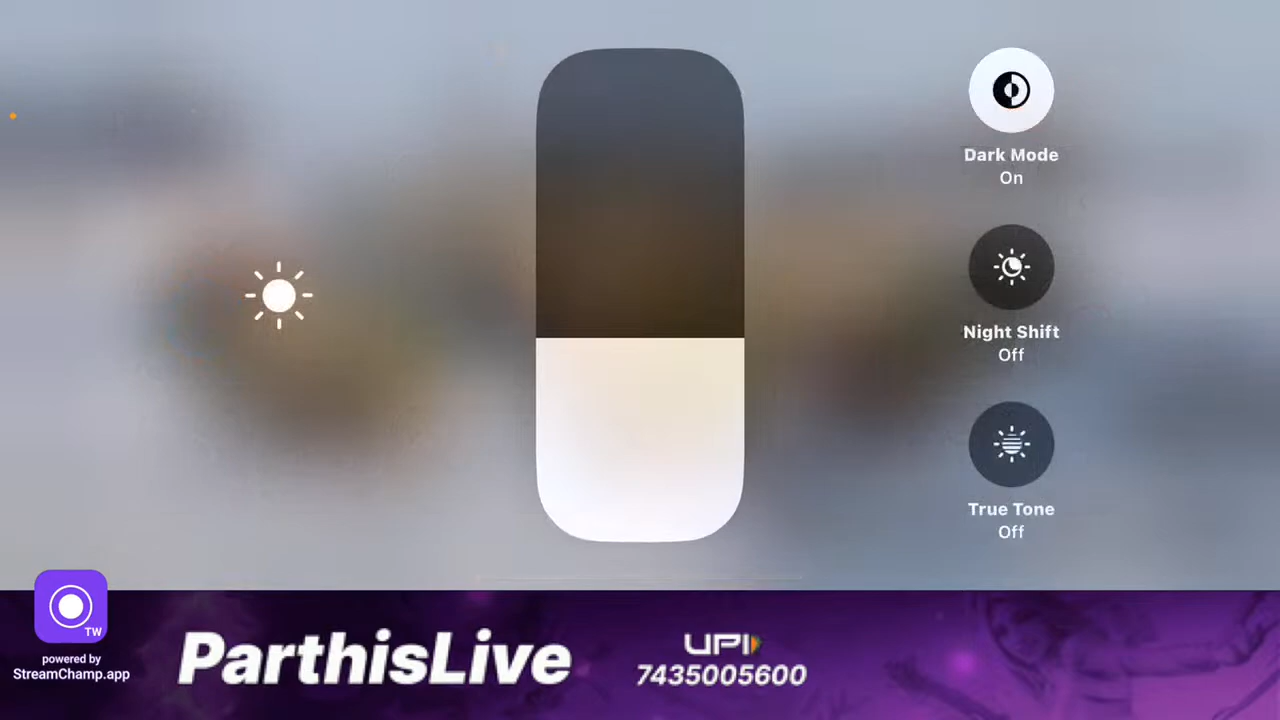 Dark Mode
On
Night Shift
Off
True Tone
Off
TW
powered by
StreamChamp.app
ParthisLive
UPI
7435005600